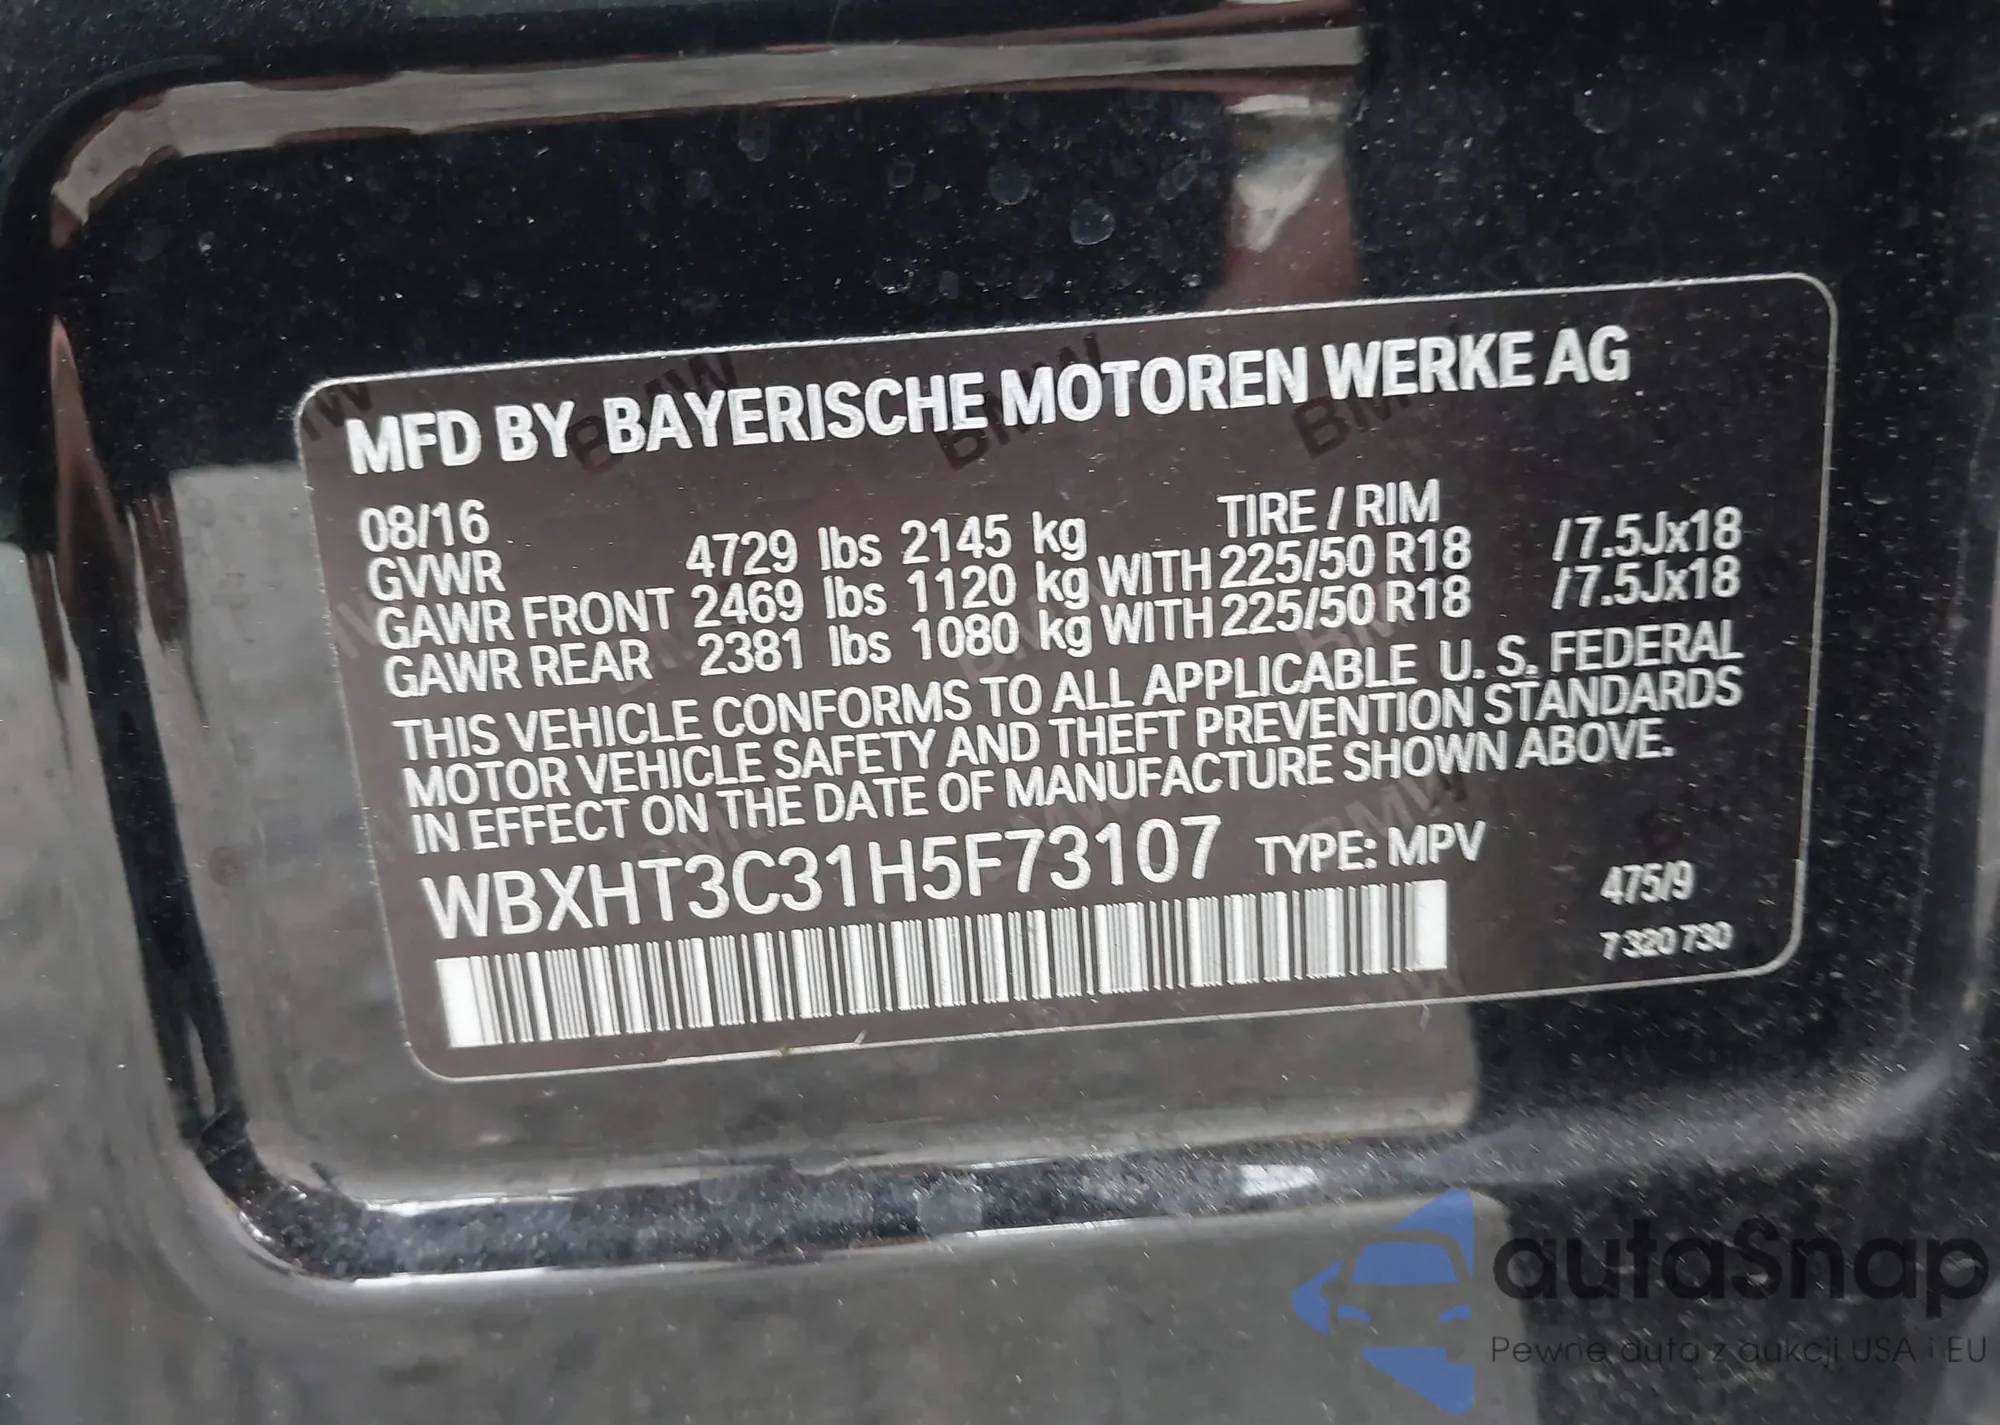 MFD BY BAYERISCHE MOTOREN WERKE AG
08/16 TIRE / RIM
GVWR 4729 lbs 2145 kg
GAWR FRONT 2469 lbs 1120 kg WITH 225/50 R18 /7.5Jx18
GAWR REAR 2381 lbs 1080 kg WITH 225/50 R18 /7.5Jx18
THIS VEHICLE CONFORMS TO ALL APPLICABLE U. S. FEDERAL
MOTOR VEHICLE SAFETY AND THEFT PREVENTION STANDARDS
IN EFFECT ON THE DATE OF MANUFACTURE SHOWN ABOVE.
WBXHT3C31H5F73107 TYPE: MPV
475/9
7 320 730
autaSnap
Pewne auta z aukcji USA i EU